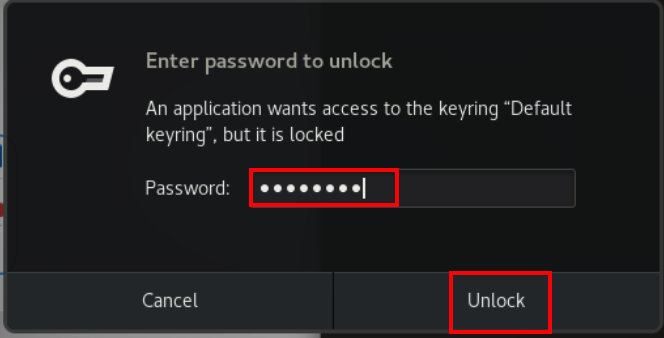 Enter password to unlock
An application wants access to the keyring “Default
keyring”, but it is locked
Password: ••••••••
Cancel
Unlock